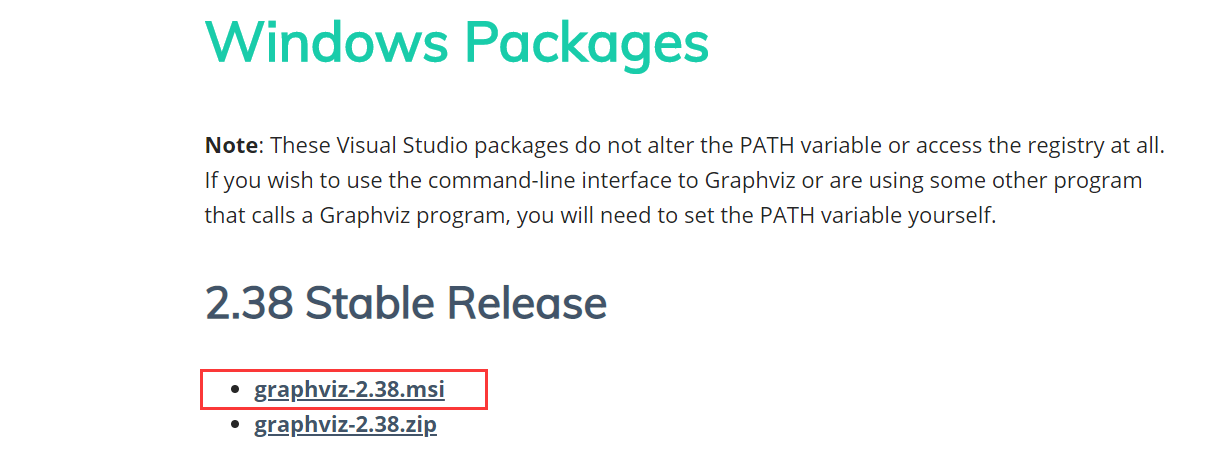 Windows Packages
Note: These Visual Studio packages do not alter the PATH variable or access the registry at all.
If you wish to use the command-line interface to Graphviz or are using some other program
that calls a Graphviz program, you will need to set the PATH variable yourself.
2.38 Stable Release
graphviz-2.38.msi
graphviz-2.38.zip